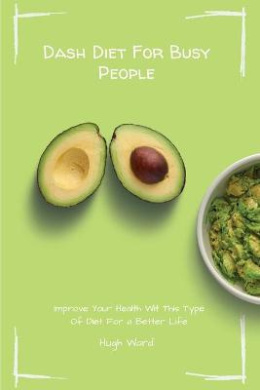 Dash Diet For Busy
People
Improve Your Health Wit This Type
Of Diet For a Better Life
Hugh Ward